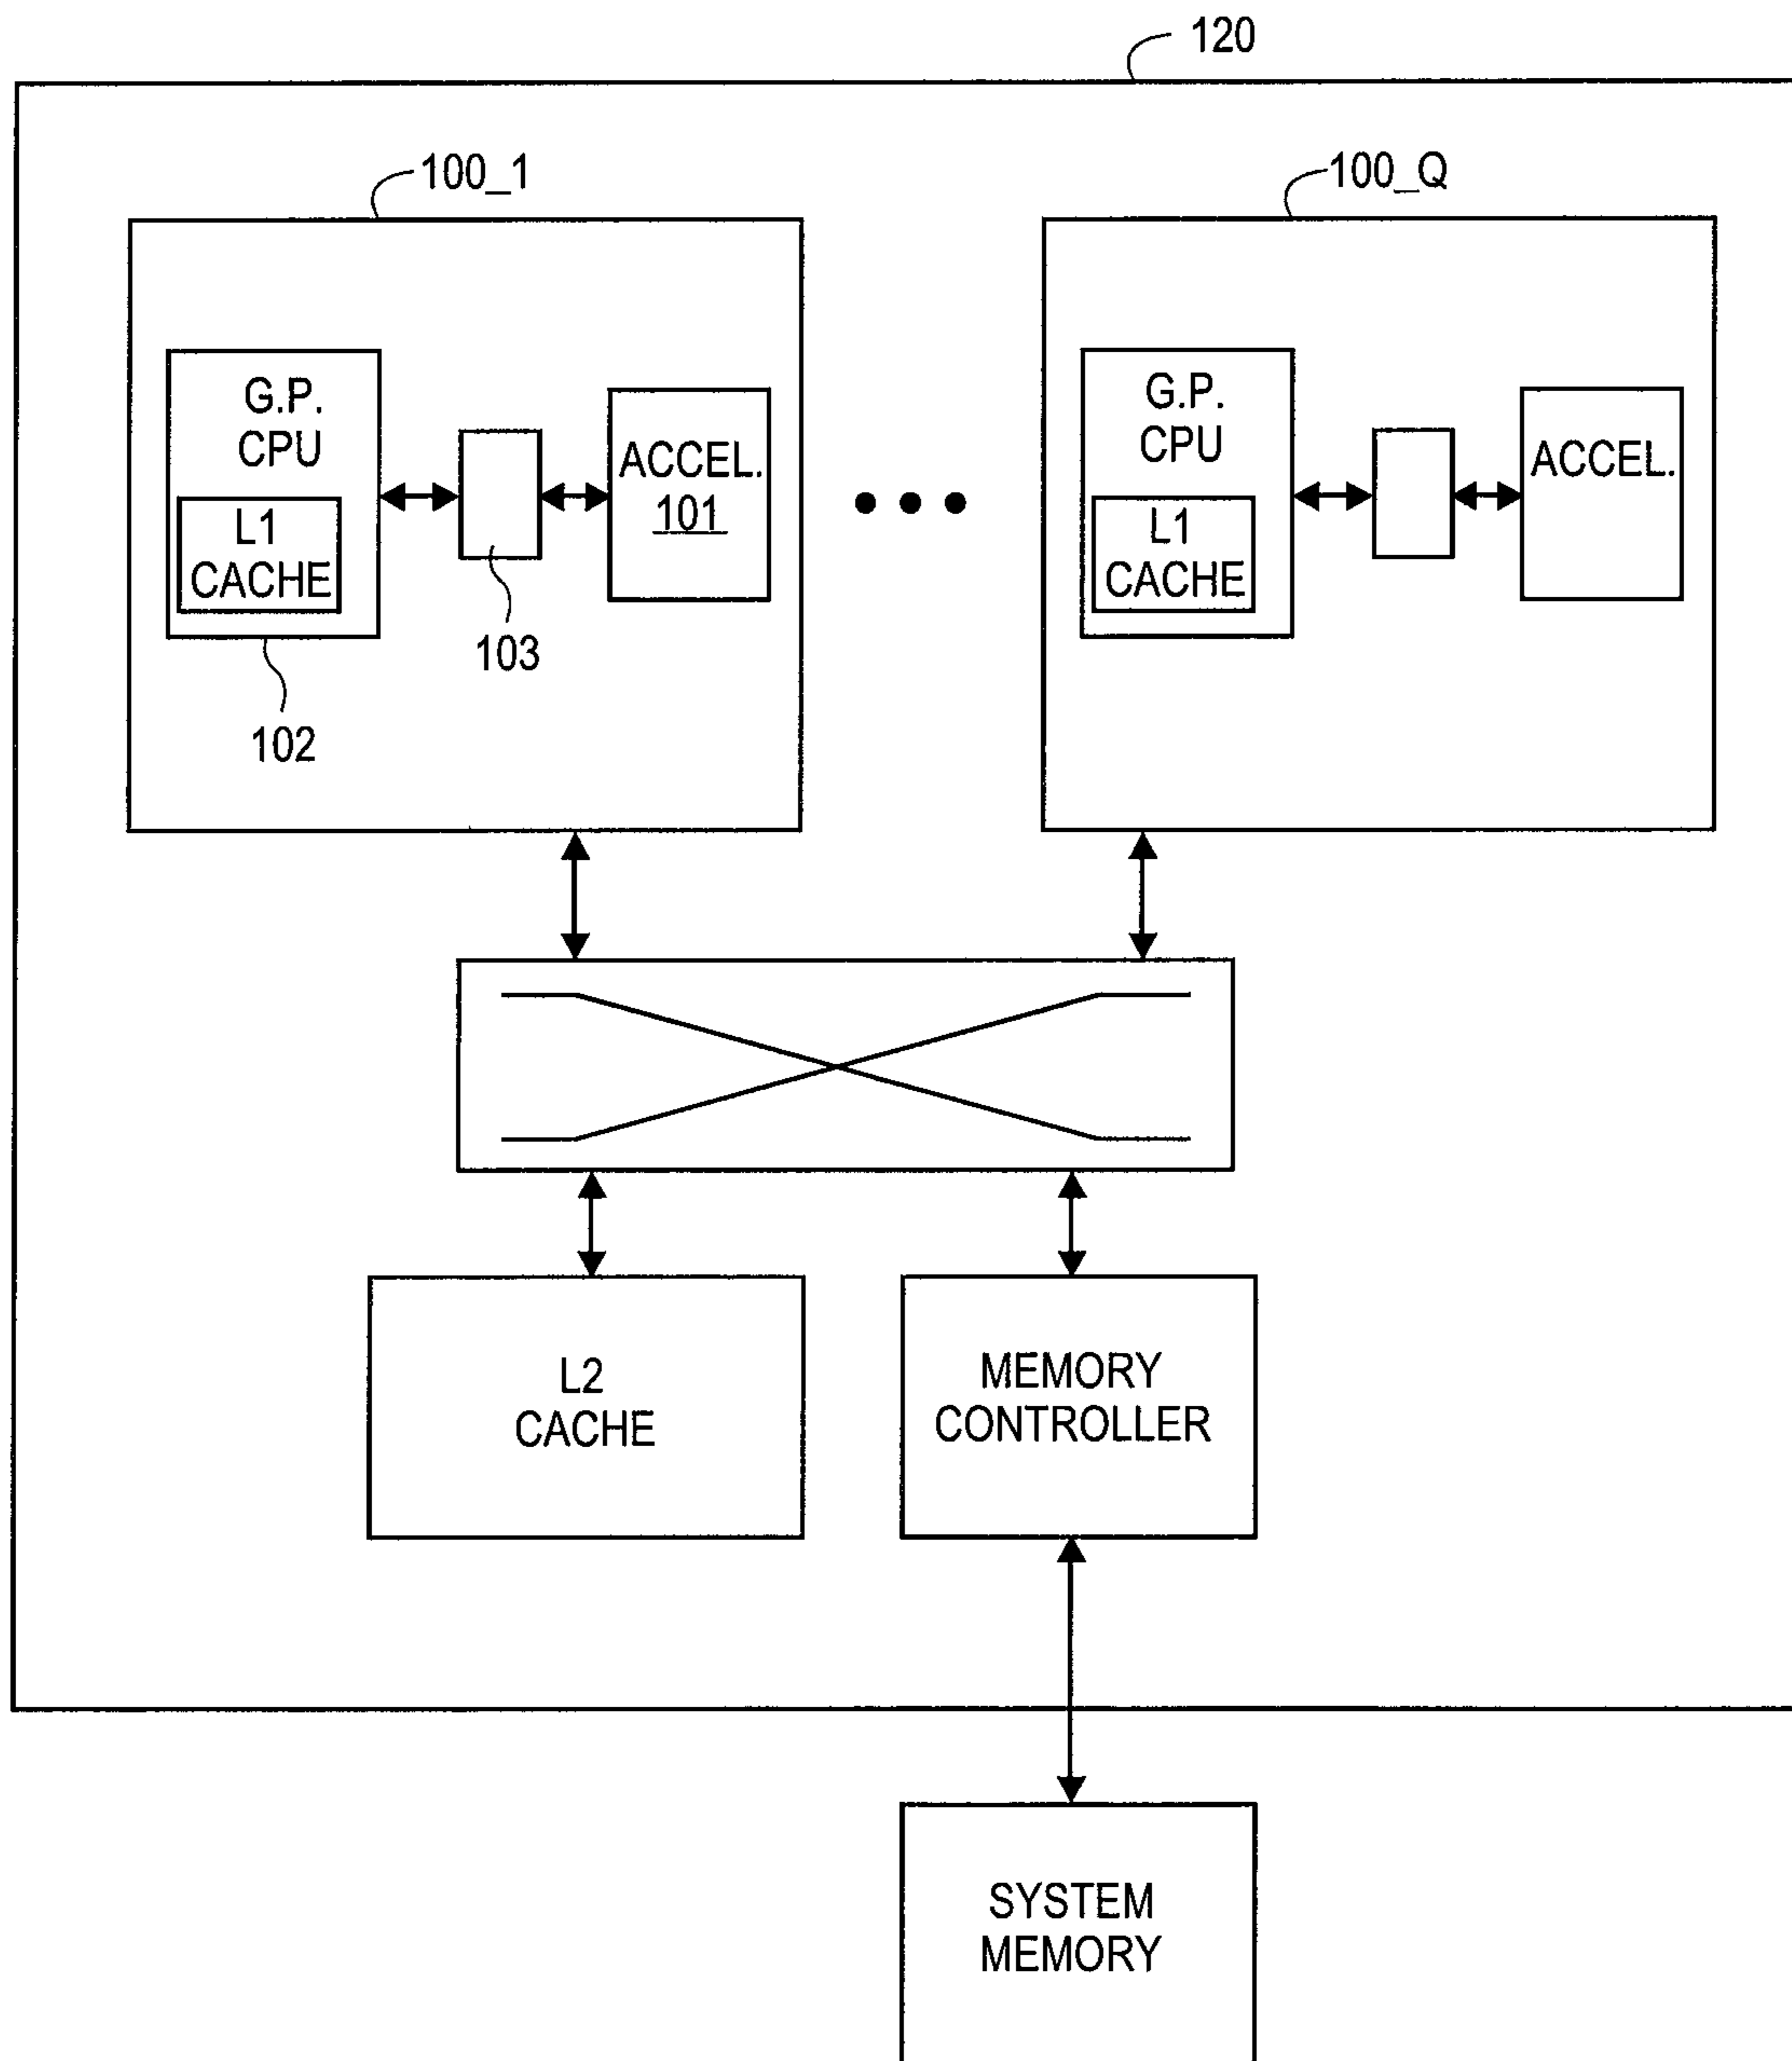 120
100_1
100_Q
G.P.
CPU
L1
CACHE
102
103
ACCEL.
101
G.P.
CPU
L1
CACHE
ACCEL.
L2
CACHE
MEMORY
CONTROLLER
SYSTEM
MEMORY